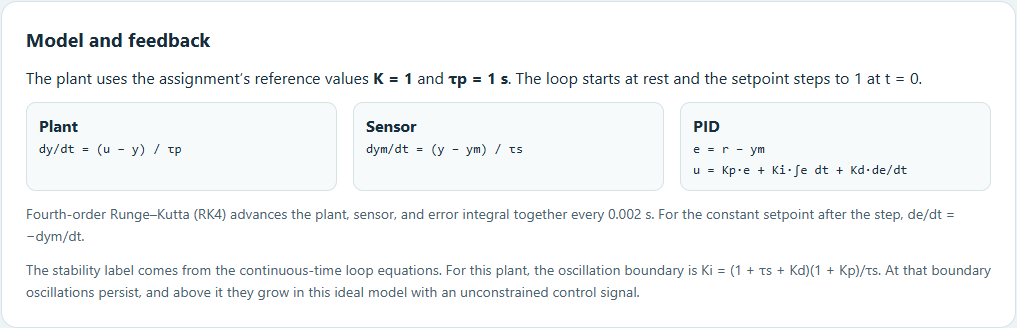 Model and feedback
The plant uses the assignment’s reference values K = 1 and τp = 1 s. The loop starts at rest and the setpoint steps to 1 at t = 0.
Plant
dy/dt = (u − y) / τp
Sensor
dym/dt = (y − ym) / τs
PID
e = r − ym
u = Kp·e + Ki·∫e dt + Kd·de/dt
Fourth-order Runge–Kutta (RK4) advances the plant, sensor, and error integral together every 0.002 s. For the constant setpoint after the step, de/dt =
−dym/dt.
The stability label comes from the continuous-time loop equations. For this plant, the oscillation boundary is Ki = (1 + τs + Kd)(1 + Kp)/τs. At that boundary
oscillations persist, and above it they grow in this ideal model with an unconstrained control signal.